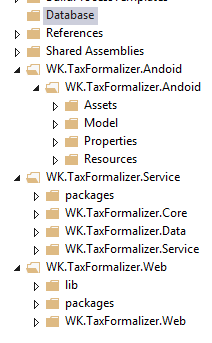 Database
References
Shared Assemblies
WK.TaxFormalizer.Andoid
WK.TaxFormalizer.Andoid
Assets
Model
Properties
Resources
WK.TaxFormalizer.Service
packages
WK.TaxFormalizer.Core
WK.TaxFormalizer.Data
WK.TaxFormalizer.Service
WK.TaxFormalizer.Web
lib
packages
WK.TaxFormalizer.Web